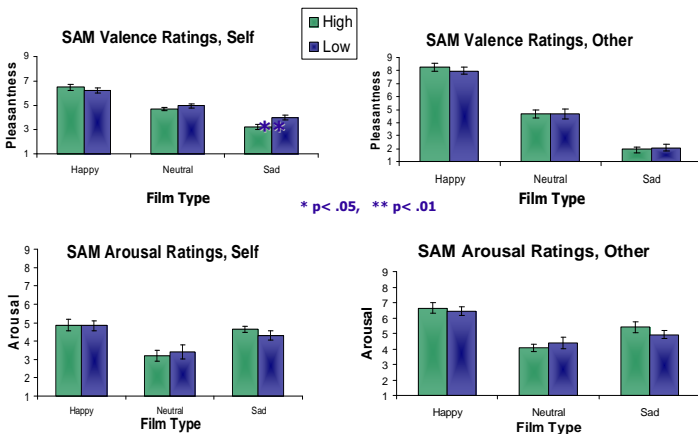 High
Low
SAM Valence Ratings, Self
Pleasantness
9
7
5
3
1
**
Happy Neutral Sad
Film Type
SAM Valence Ratings, Other
Pleasantness
9
8
7
6
5
4
3
2
1
Happy Neutral Sad
Film Type
* p< .05, ** p< .01
SAM Arousal Ratings, Self
Arousal
9
8
7
6
5
4
3
2
1
Happy Neutral Sad
Film Type
SAM Arousal Ratings, Other
Arousal
9
8
7
6
5
4
3
2
1
Happy Neutral Sad
Film Type